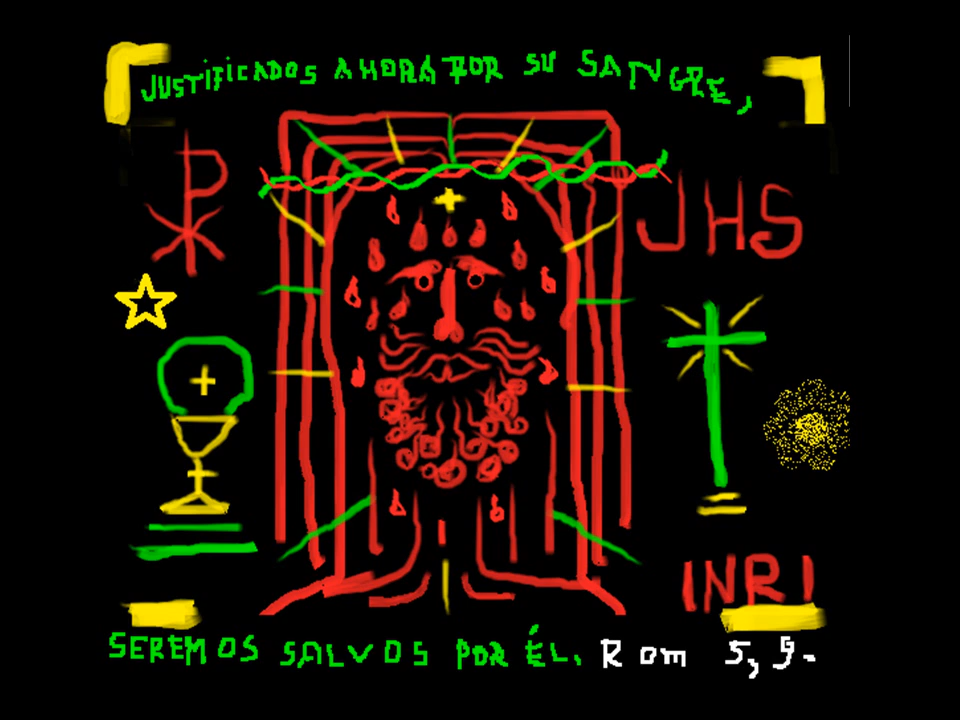 JUSTIFICADOS AHORA POR SU SANGRE,
JHS
INRI
SEREMOS SALVOS POR ÉL. Rom 5, 9.